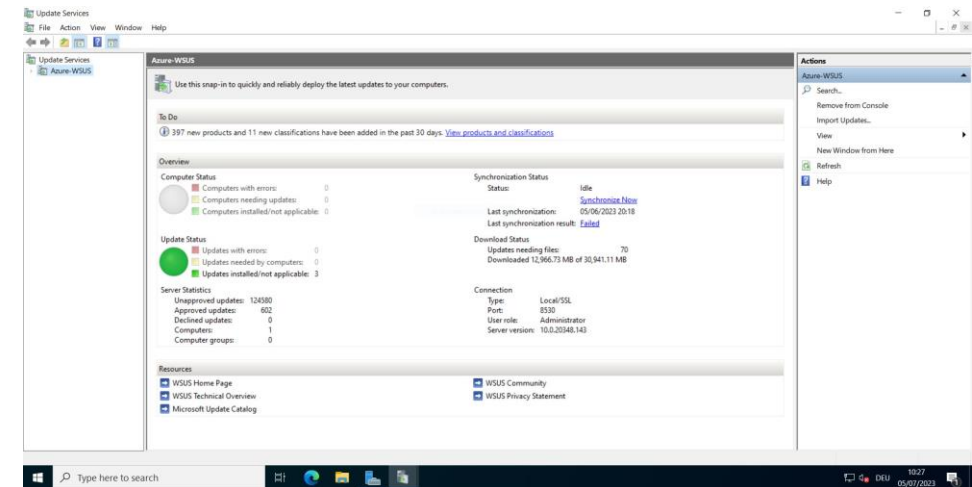 Update Services
File Action View Window Help
Update Services
Azure-WSUS
Azure-WSUS
Use this snap-in to quickly and reliably deploy the latest updates to your computers.
To Do
397 new products and 11 new classifications have been added in the past 30 days. View products and classifications
Overview
Computer Status
Computers with errors: 0
Computers needing updates: 0
Computers installed/not applicable: 0
Synchronization Status
Status: Idle
Synchronize Now
Last synchronization: 05/06/2023 20:18
Last synchronization result: Failed
Update Status
Updates with errors: 0
Updates needed by computers: 0
Updates installed/not applicable: 3
Download Status
Updates needing files: 70
Downloaded 12,966.73 MB of 30,941.11 MB
Server Statistics
Unapproved updates: 124580
Approved updates: 602
Declined updates: 0
Computers: 1
Computer groups: 0
Connection
Type: Local/SSL
Port: 8530
User role: Administrator
Server version: 10.0.20348.143
Resources
WSUS Home Page
WSUS Technical Overview
Microsoft Update Catalog
WSUS Community
WSUS Privacy Statement
Actions
Azure-WSUS
Search...
Remove from Console
Import Updates...
View
New Window from Here
Refresh
Help
Type here to search
DEU
10:27
05/07/2023